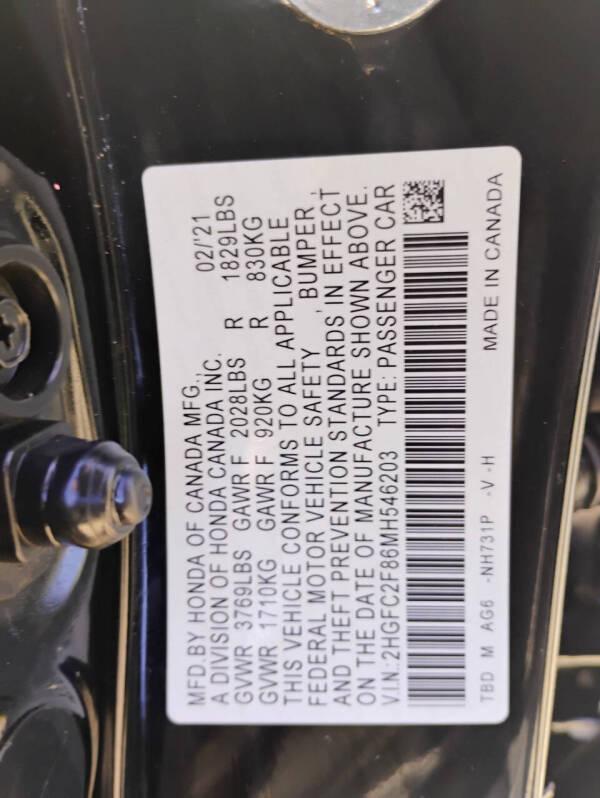 MFD.BY HONDA OF CANADA MFG., 02/'21
A DIVISION OF HONDA CANADA INC.
GVWR 3769LBS GAWR F 2028LBS R 1829LBS
GVWR 1710KG GAWR F 920KG R 830KG
THIS VEHICLE CONFORMS TO ALL APPLICABLE
FEDERAL MOTOR VEHICLE SAFETY , BUMPER ,
AND THEFT PREVENTION STANDARDS IN EFFECT
ON THE DATE OF MANUFACTURE SHOWN ABOVE.
V.I.N.:2HGFC2F86MH546203 TYPE: PASSENGER CAR
TBD M AG6 -NH731P -V -H MADE IN CANADA